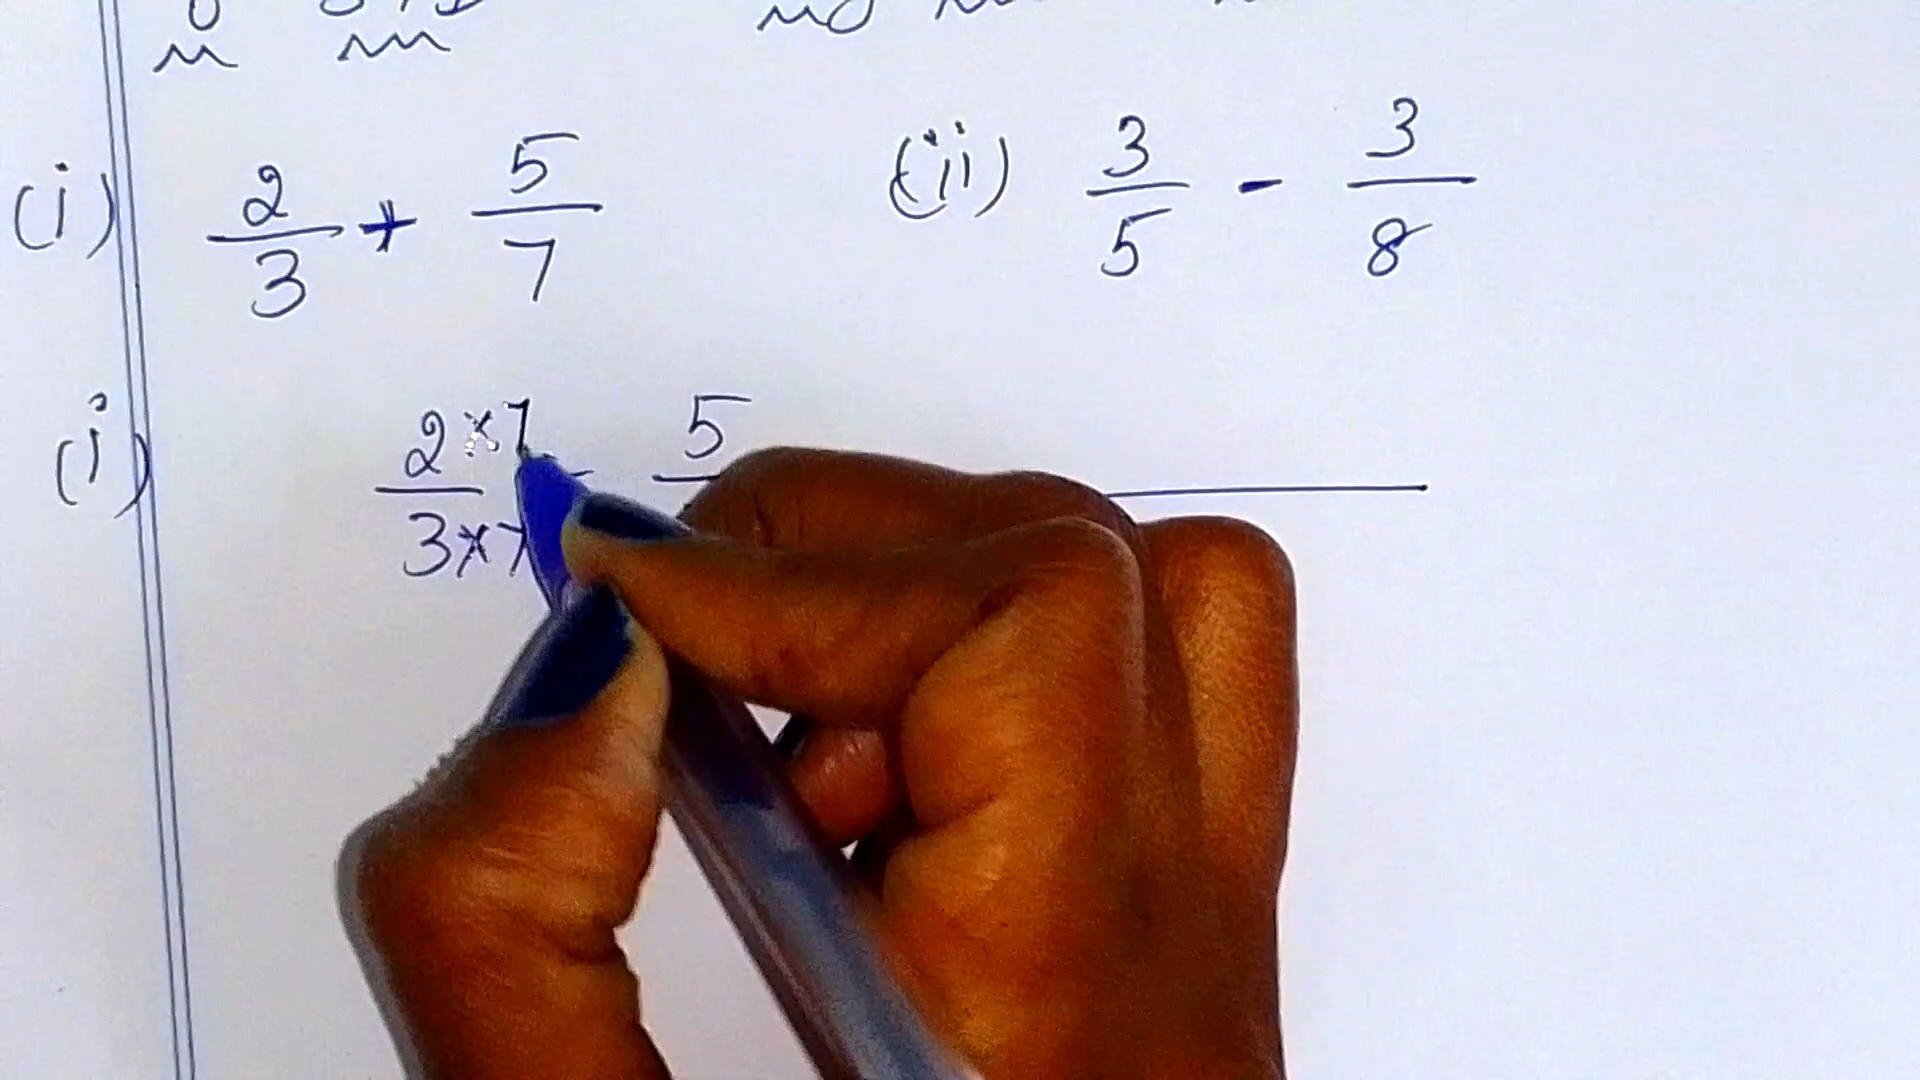 (i) 2/3 + 5/7 (ii) 3/5 - 3/8
(i) 2×7/3×7 5